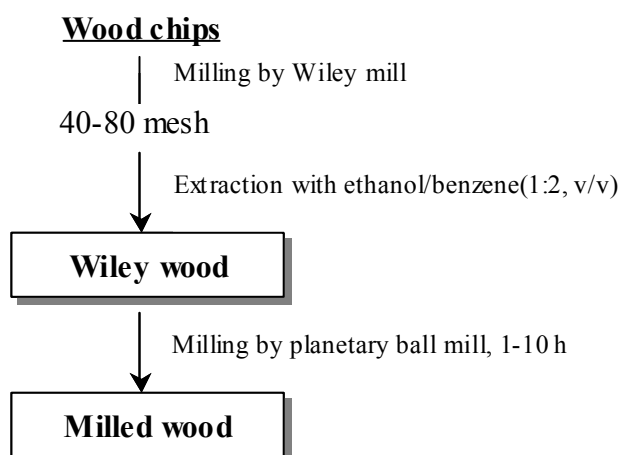 Wood chips
Milling by Wiley mill
40-80 mesh
Extraction with ethanol/benzene(1:2, v/v)
Wiley wood
Milling by planetary ball mill, 1-10 h
Milled wood